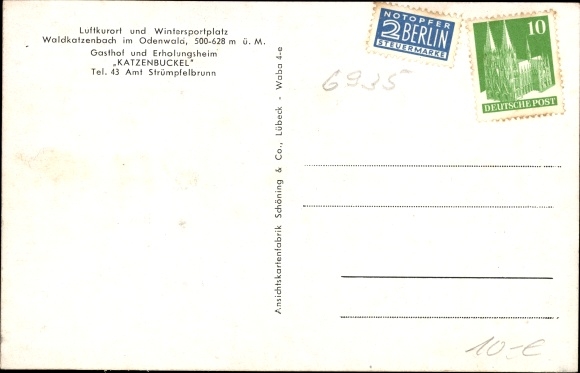 Luftkurort und Wintersportplatz
Waldkatzenbach im Odenwald, 500-628 m ü. M.
Gasthof und Erholungsheim
„KATZENBUCKEL"
Tel. 43 Amt Strümpfelbrunn
Ansichtskartenfabrik Schöning & Co., Lübeck - Waba 4-e
NOTOPFER
2 BERLIN
STEUERMARKE
10
DEUTSCHE POST
6935
10-€